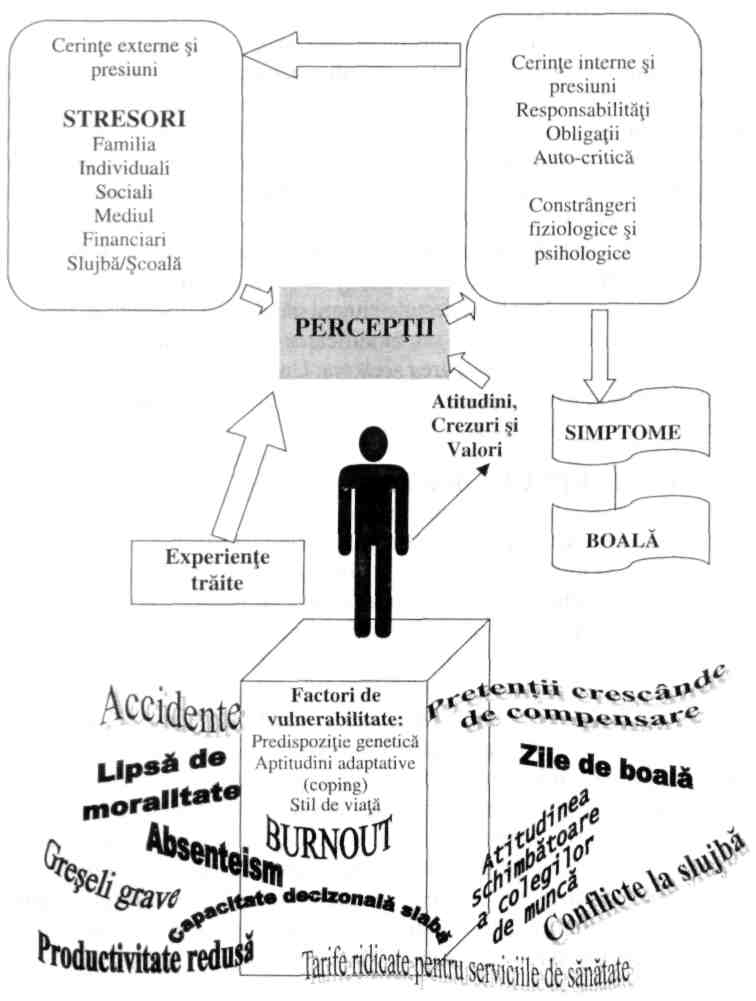 Cerinţe externe şi
presiuni
STRESORI
Familia
Individuali
Sociali
Mediul
Financiari
Slujbă/Şcoală
Cerinţe interne şi
presiuni
Responsabilităţi
Obligaţii
Auto-critică
Constrângeri
fiziologice şi
psihologice
PERCEPŢII
Atitudini,
Crezuri şi
Valori
SIMPTOME
BOALĂ
Experienţe
trăite
Factori de
vulnerabilitate:
Predispoziţie genetică
Aptitudini adaptative
(coping)
Stil de viaţă
BURNOUT
Accidente
Lipsă de
moralitate
Absenteism
Greşeli grave
Capacitate decizonală slabă
Productivitate redusă
Pretenţii crescânde
de compensare
Zile de boală
Atitudinea
schimbătoare
a colegilor
de muncă
Conflicte la slujbă
Tarife ridicate pentru serviciile de sănătate